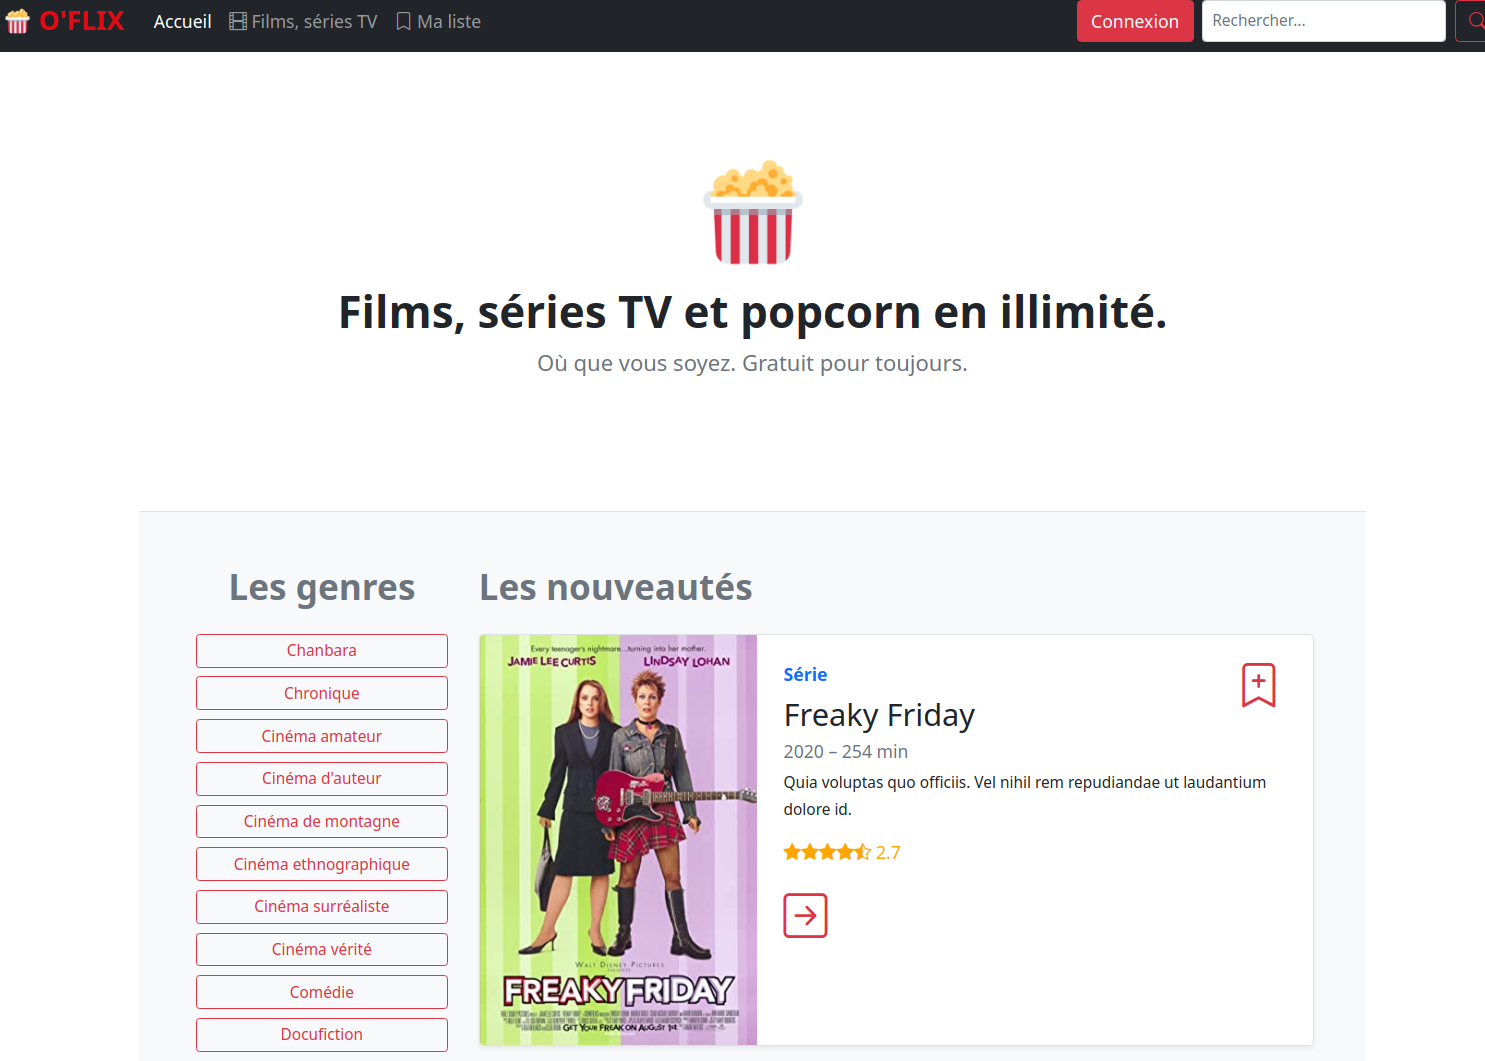 O'FLIX Accueil Films, séries TV Ma liste Connexion Rechercher...
Films, séries TV et popcorn en illimité.
Où que vous soyez. Gratuit pour toujours.
Les genres
Chanbara
Chronique
Cinéma amateur
Cinéma d'auteur
Cinéma de montagne
Cinéma ethnographique
Cinéma surréaliste
Cinéma vérité
Comédie
Docufiction
Les nouveautés
Every teenager's nightmare...turning into her mother.
JAMIE LEE CURTIS LINDSAY LOHAN
WALT DISNEY PICTURES
PRESENTS
FREAKY FRIDAY
GET YOUR FREAK ON AUGUST 1st
Série
Freaky Friday
2020 – 254 min
Quia voluptas quo officiis. Vel nihil rem repudiandae ut laudantium
dolore id.
2.7